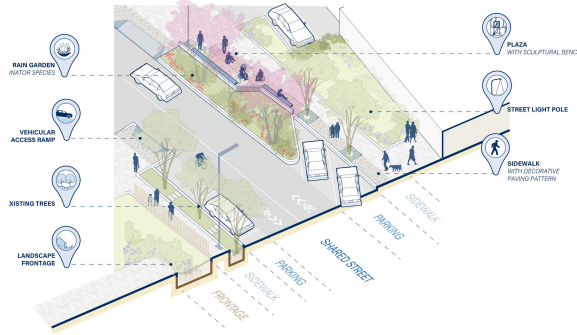 RAIN GARDEN
INATOR SPECIES
VEHICULAR
ACCESS RAMP
XISTING TREES
LANDSCAPE
FRONTAGE
PLAZA
WITH SCULPTURAL BENC
STREET LIGHT POLE
SIDEWALK
WITH DECORATIVE
PAVING PATTERN
FRONTAGE
SIDEWALK
PARKING
SHARED STREET
PARKING
SIDEWALK